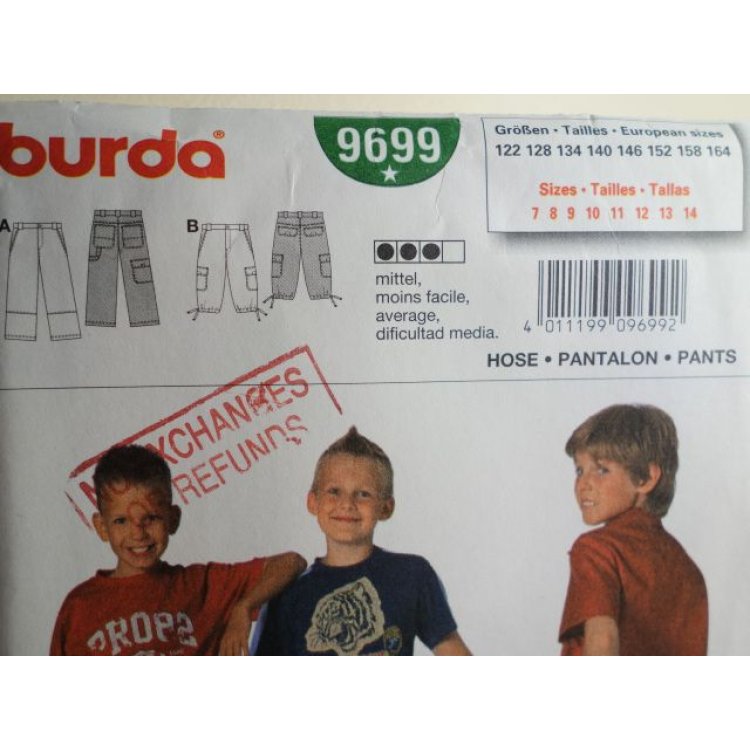 burda®
9699
Größen • Tailles • European sizes
122 128 134 140 146 152 158 164
Sizes • Tailles • Tallas
7 8 9 10 11 12 13 14
A
B
mittel,
moins facile,
average,
dificultad media.
4 011199 096992
HOSE • PANTALON • PANTS
NO EXCHANGES
REFUNDS